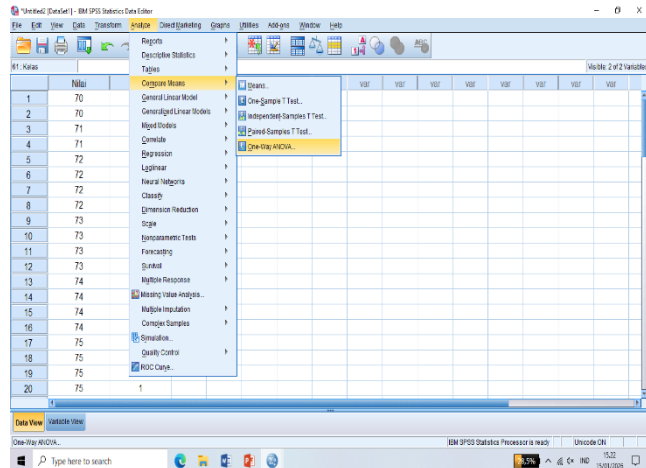 *Untitled2 [DataSet1] - IBM SPSS Statistics Data Editor
File Edit View Data Transform Analyze Direct Marketing Graphs Utilities Add-ons Window Help
61 : Kelas
Visible: 2 of 2 Variables
Nilai var var var var var var var
Reports
Descriptive Statistics
Tables
Compare Means
General Linear Model
Generalized Linear Models
Mixed Models
Correlate
Regression
Loglinear
Neural Networks
Classify
Dimension Reduction
Scale
Nonparametric Tests
Forecasting
Survival
Multiple Response
Missing Value Analysis...
Multiple Imputation
Complex Samples
Simulation...
Quality Control
ROC Curve...
Means...
One-Sample T Test...
Independent-Samples T Test...
Paired-Samples T Test...
One-Way ANOVA...
1 70
2 70
3 71
4 71
5 72
6 72
7 72
8 72
9 73
10 73
11 73
12 73
13 74
14 74
15 74
16 74
17 75
18 75
19 75
20 75 1
Data View Variable View
One-Way ANOVA...
IBM SPSS Statistics Processor is ready Unicode:ON
Type here to search
IND
15.22
15/01/2026